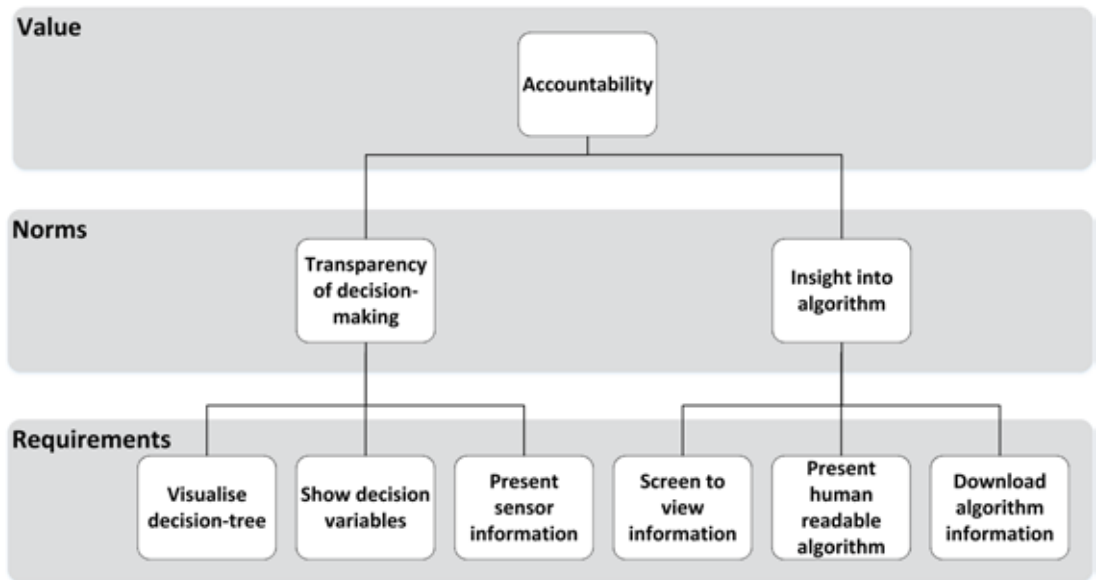 Value
Accountability
Norms
Transparency
of decision-
making
Insight into
algorithm
Requirements
Visualise
decision-tree
Show decision
variables
Present
sensor
information
Screen to
view
information
Present
human
readable
algorithm
Download
algorithm
information